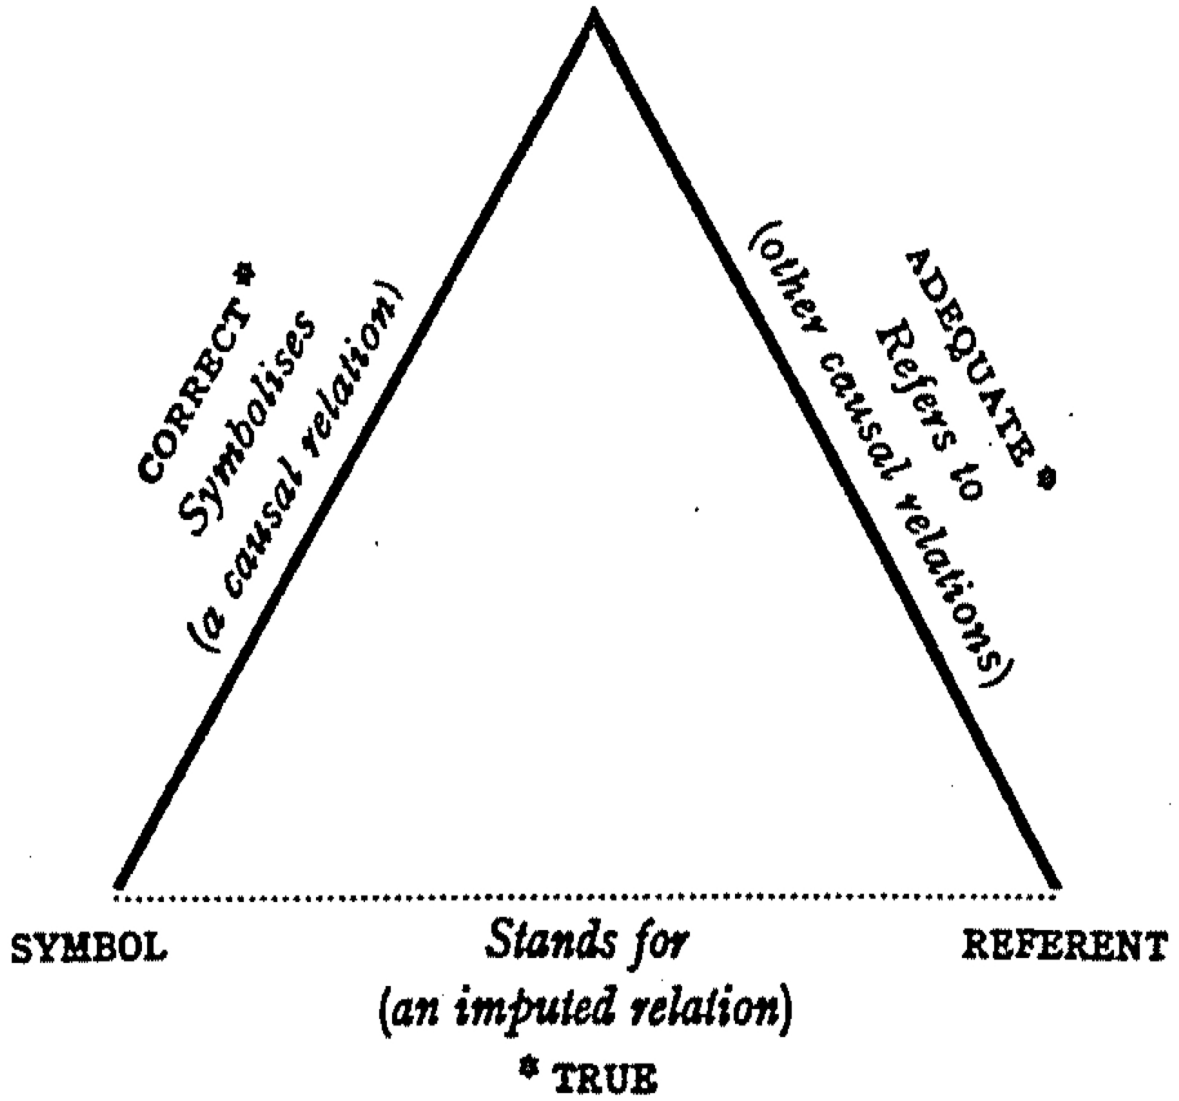 CORRECT *
Symbolises
(a causal relation)
ADEQUATE *
Refers to
(other causal relations)
SYMBOL
Stands for
REFERENT
(an imputed relation)
* TRUE